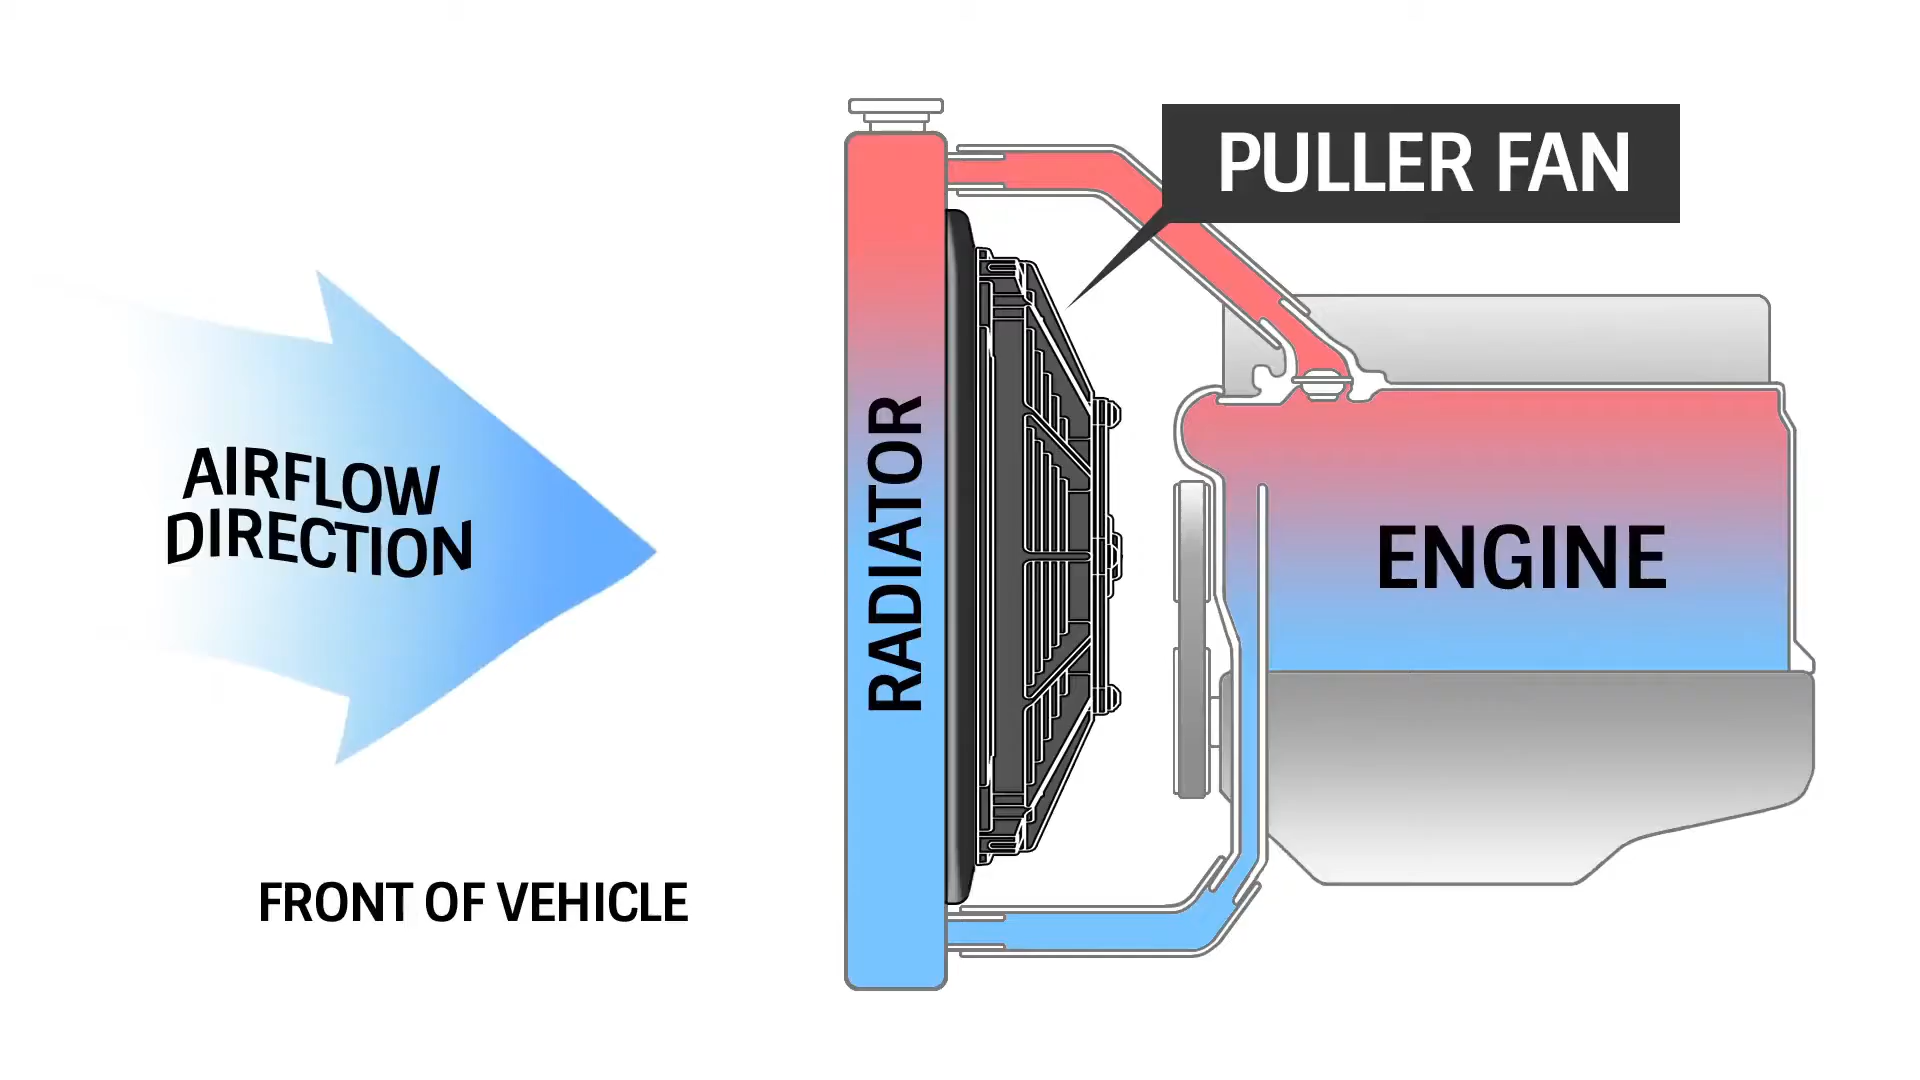 PULLER FAN
AIRFLOW
DIRECTION
RADIATOR
ENGINE
FRONT OF VEHICLE